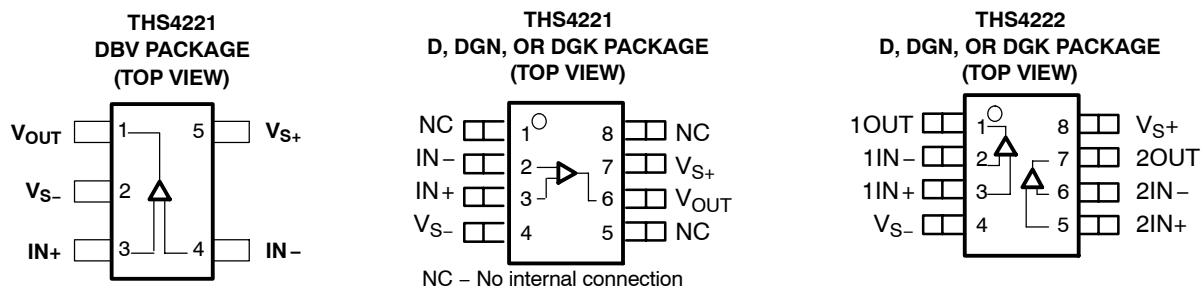 THS4221
DBV PACKAGE
(TOP VIEW)
VOUT 1 5 VS+
VS− 2
IN+ 3 4 IN−
THS4221
D, DGN, OR DGK PACKAGE
(TOP VIEW)
NC 1 8 NC
IN− 2 7 VS+
IN+ 3 6 VOUT
VS− 4 5 NC
NC − No internal connection
THS4222
D, DGN, OR DGK PACKAGE
(TOP VIEW)
1OUT 1 8 VS+
1IN− 2 7 2OUT
1IN+ 3 6 2IN−
VS− 4 5 2IN+